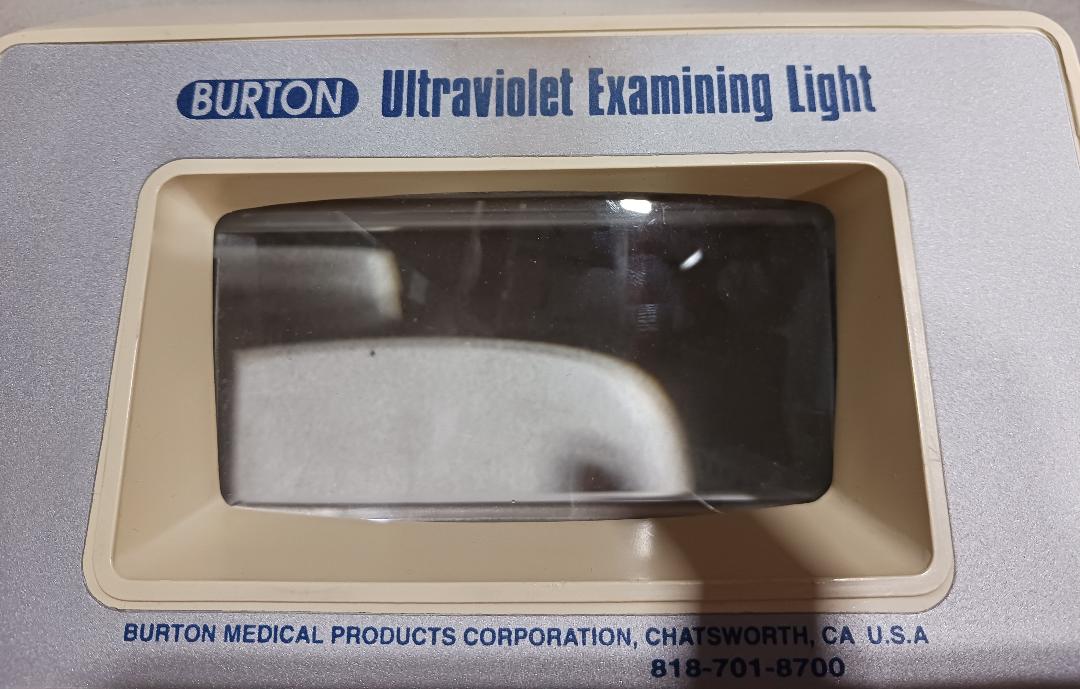 BURTON Ultraviolet Examining Light
BURTON MEDICAL PRODUCTS CORPORATION, CHATSWORTH, CA U.S.A
818-701-8700